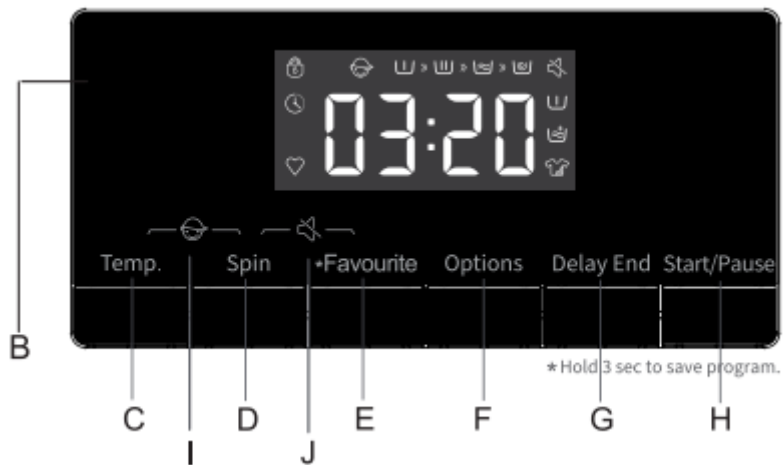 03:20
Temp. Spin *Favourite Options Delay End Start/Pause
B
*Hold 3 sec to save program.
C D E F G H
I J